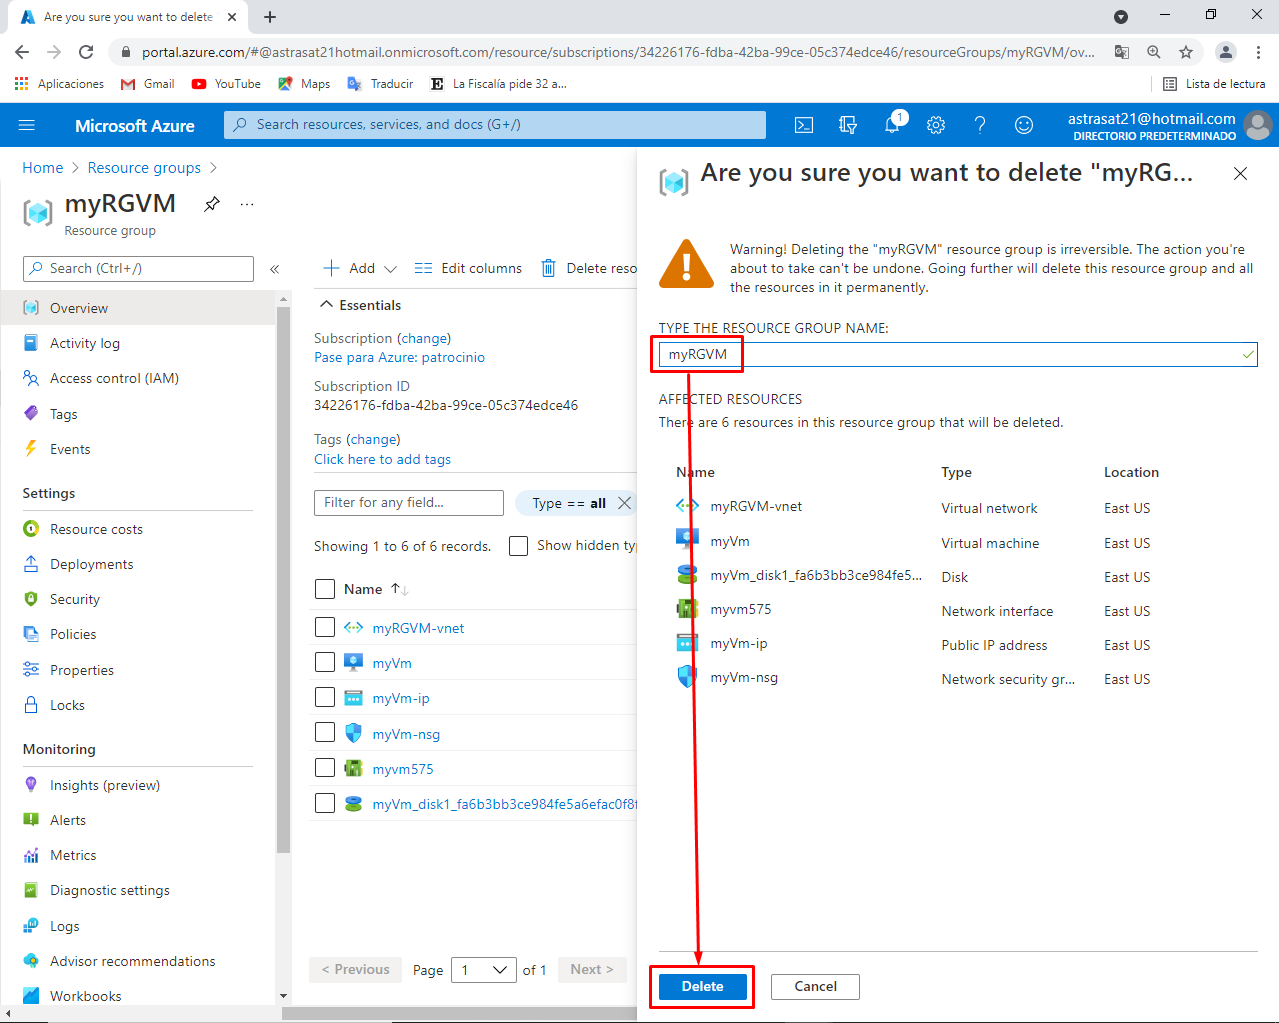 Are you sure you want to delete
portal.azure.com/#@astrasat21hotmail.onmicrosoft.com/resource/subscriptions/34226176-fdba-42ba-99ce-05c374edce46/resourceGroups/myRGVM/ov...
Aplicaciones
Gmail
YouTube
Maps
Traducir
La Fiscalía pide 32 a...
Lista de lectura
Microsoft Azure
Search resources, services, and docs (G+/)
1
astrasat21@hotmail.com
DIRECTORIO PREDETERMINADO
Home > Resource groups >
myRGVM
...
Resource group
Search (Ctrl+/)
«
Overview
Activity log
Access control (IAM)
Tags
Events
Settings
Resource costs
Deployments
Security
Policies
Properties
Locks
Monitoring
Insights (preview)
Alerts
Metrics
Diagnostic settings
Logs
Advisor recommendations
Workbooks
Add
Edit columns
Delete reso
Essentials
Subscription (change)
Pase para Azure: patrocinio
Subscription ID
34226176-fdba-42ba-99ce-05c374edce46
Tags (change)
Click here to add tags
Filter for any field...
Type == all
Showing 1 to 6 of 6 records.
Show hidden typ
Name ↑↓
myRGVM-vnet
myVm
myVm-ip
myVm-nsg
myvm575
myVm_disk1_fa6b3bb3ce984fe5a6efac0f8f
< Previous
Page
1
of 1
Next >
Are you sure you want to delete "myRG...
Warning! Deleting the "myRGVM" resource group is irreversible. The action you're
about to take can't be undone. Going further will delete this resource group and all
the resources in it permanently.
TYPE THE RESOURCE GROUP NAME:
myRGVM
AFFECTED RESOURCES
There are 6 resources in this resource group that will be deleted.
Name Type Location
myRGVM-vnet Virtual network East US
myVm Virtual machine East US
myVm_disk1_fa6b3bb3ce984fe5... Disk East US
myvm575 Network interface East US
myVm-ip Public IP address East US
myVm-nsg Network security gr... East US
Delete
Cancel